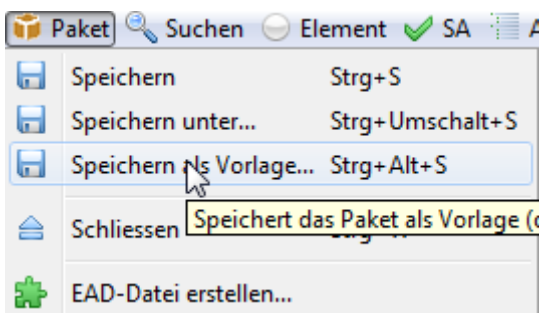 Paket Suchen Element SA
Speichern Strg+S
Speichern unter... Strg+Umschalt+S
Speichern als Vorlage... Strg+Alt+S
Schliessen
Speichert das Paket als Vorlage (
EAD-Datei erstellen...